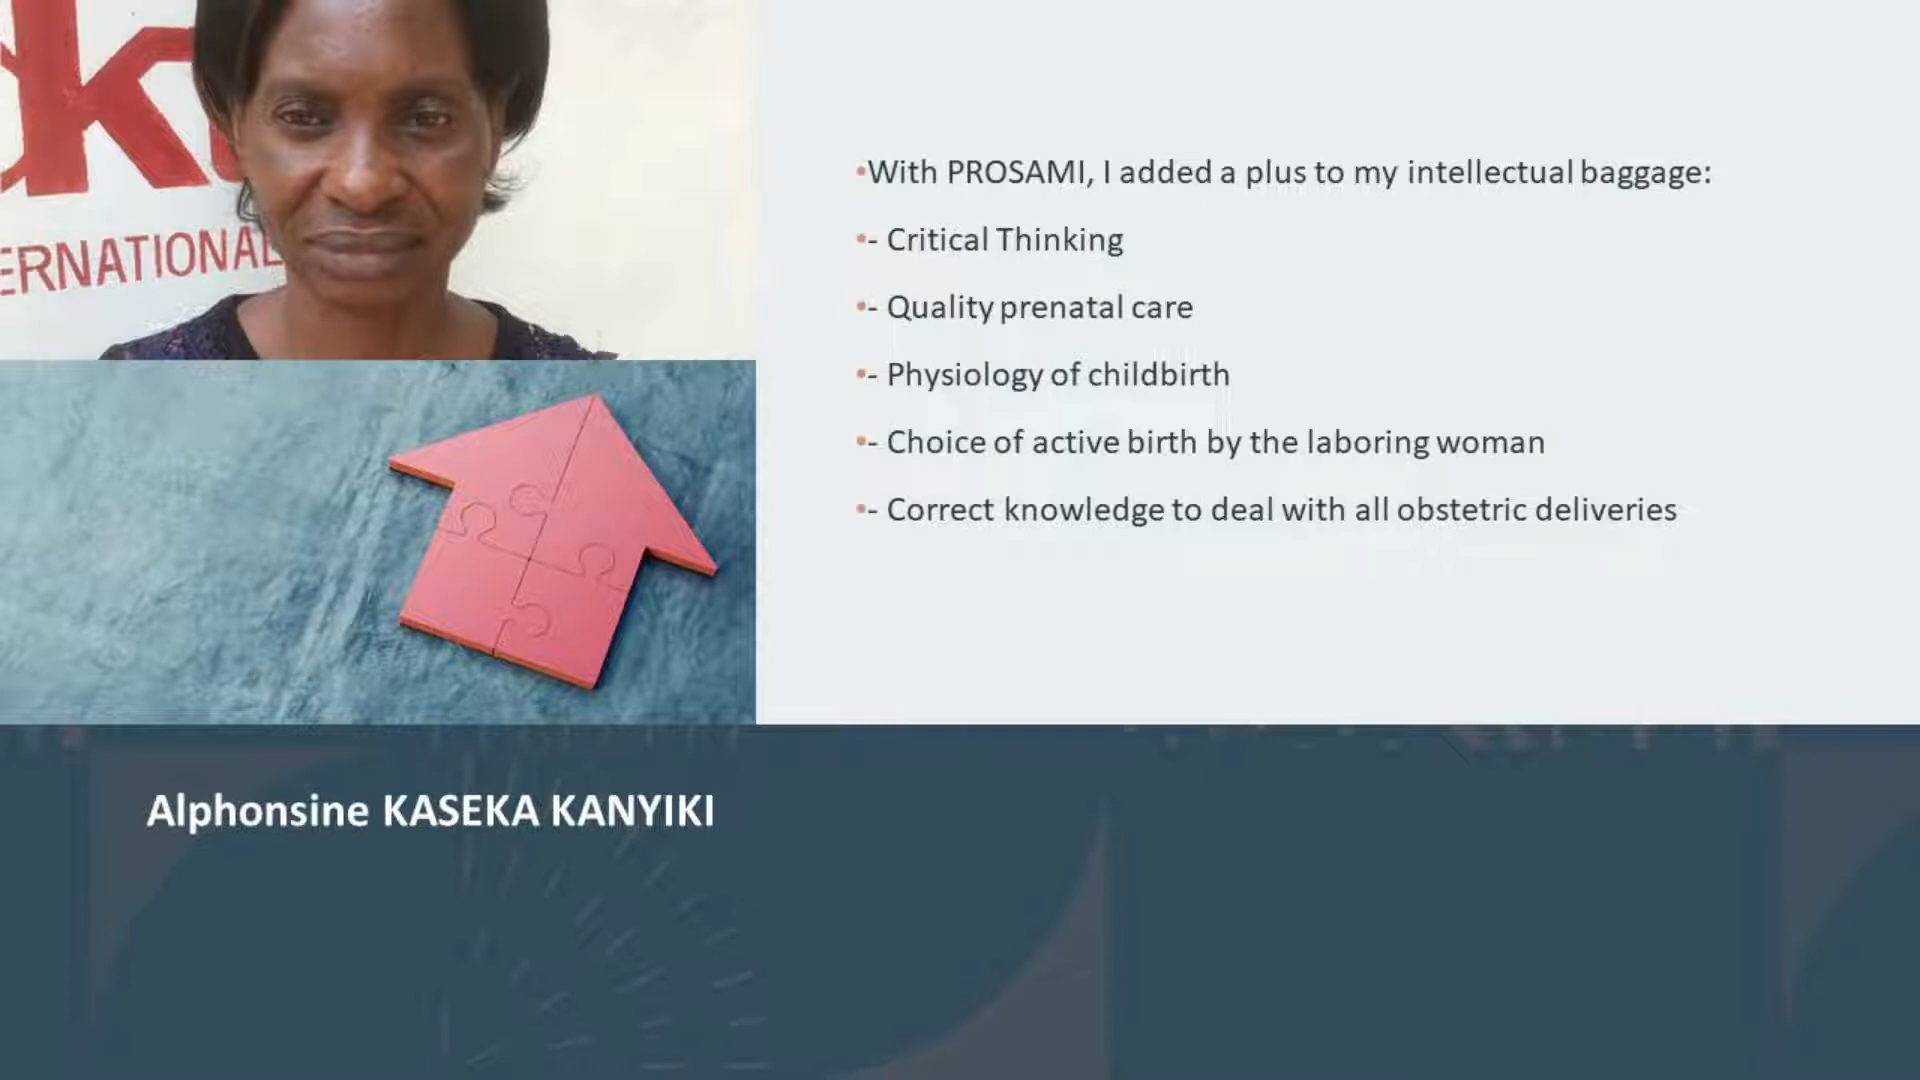 ERNATIONAL
•With PROSAMI, I added a plus to my intellectual baggage:
•- Critical Thinking
•- Quality prenatal care
•- Physiology of childbirth
•- Choice of active birth by the laboring woman
•- Correct knowledge to deal with all obstetric deliveries
Alphonsine KASEKA KANYIKI